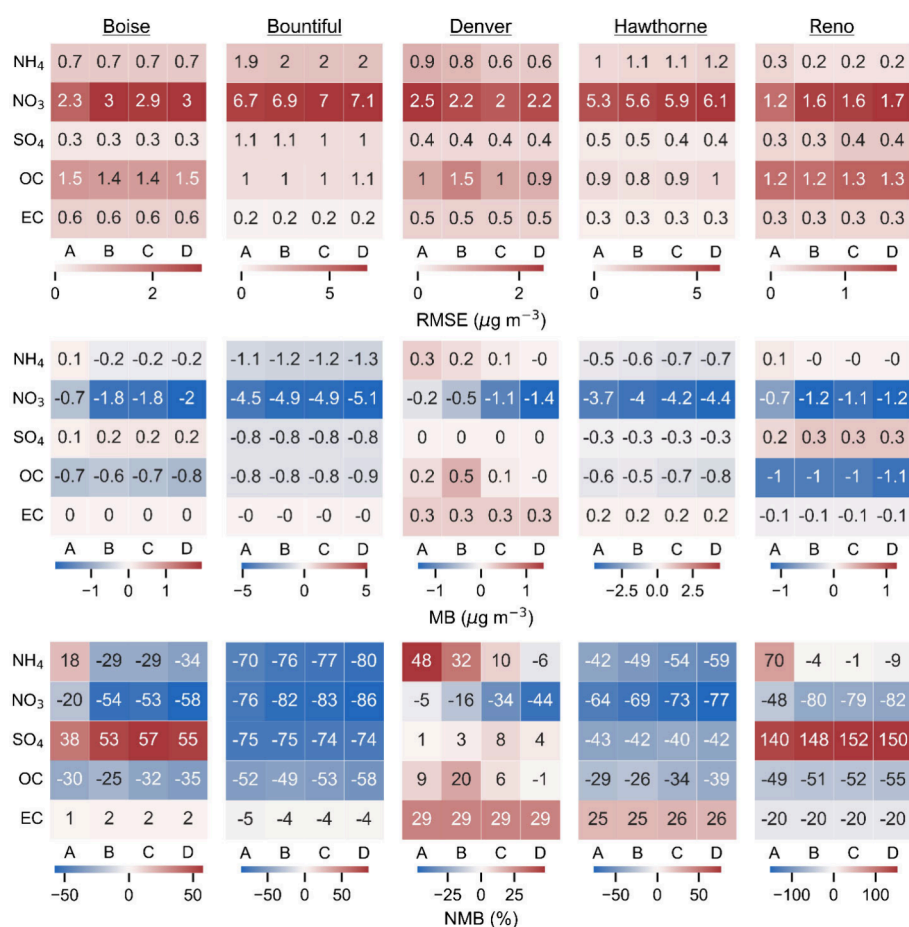 Boise Bountiful Denver Hawthorne Reno
NH₄ 0.7 0.7 0.7 0.7 1.9 2 2 2 0.9 0.8 0.6 0.6 1 1.1 1.1 1.2 0.3 0.2 0.2 0.2
NO₃ 2.3 3 2.9 3 6.7 6.9 7 7.1 2.5 2.2 2 2.2 5.3 5.6 5.9 6.1 1.2 1.6 1.6 1.7
SO₄ 0.3 0.3 0.3 0.3 1.1 1.1 1 1 0.4 0.4 0.4 0.4 0.5 0.5 0.4 0.4 0.3 0.3 0.4 0.4
OC 1.5 1.4 1.4 1.5 1 1 1 1.1 1 1.5 1 0.9 0.9 0.8 0.9 1 1.2 1.2 1.3 1.3
EC 0.6 0.6 0.6 0.6 0.2 0.2 0.2 0.2 0.5 0.5 0.5 0.5 0.3 0.3 0.3 0.3 0.3 0.3 0.3 0.3
A B C D A B C D A B C D A B C D A B C D
0 2 0 5 0 2 0 5 0 1
RMSE (μg m⁻³)
NH₄ 0.1 -0.2 -0.2 -0.2 -1.1 -1.2 -1.2 -1.3 0.3 0.2 0.1 -0 -0.5 -0.6 -0.7 -0.7 0.1 -0 -0 -0
NO₃ -0.7 -1.8 -1.8 -2 -4.5 -4.9 -4.9 -5.1 -0.2 -0.5 -1.1 -1.4 -3.7 -4 -4.2 -4.4 -0.7 -1.2 -1.1 -1.2
SO₄ 0.1 0.2 0.2 0.2 -0.8 -0.8 -0.8 -0.8 0 0 0 0 -0.3 -0.3 -0.3 -0.3 0.2 0.3 0.3 0.3
OC -0.7 -0.6 -0.7 -0.8 -0.8 -0.8 -0.8 -0.9 0.2 0.5 0.1 -0 -0.6 -0.5 -0.7 -0.8 -1 -1 -1 -1.1
EC 0 0 0 0 -0 -0 -0 -0 0.3 0.3 0.3 0.3 0.2 0.2 0.2 0.2 -0.1 -0.1 -0.1 -0.1
A B C D A B C D A B C D A B C D A B C D
−1 0 1 −5 0 5 −1 0 1 −2.5 0.0 2.5 −1 0 1
MB (μg m⁻³)
NH₄ 18 -29 -29 -34 -70 -76 -77 -80 48 32 10 -6 -42 -49 -54 -59 70 -4 -1 -9
NO₃ -20 -54 -53 -58 -76 -82 -83 -86 -5 -16 -34 -44 -64 -69 -73 -77 -48 -80 -79 -82
SO₄ 38 53 57 55 -75 -75 -74 -74 1 3 8 4 -43 -42 -40 -42 140 148 152 150
OC -30 -25 -32 -35 -52 -49 -53 -58 9 20 6 -1 -29 -26 -34 -39 -49 -51 -52 -55
EC 1 2 2 2 -5 -4 -4 -4 29 29 29 29 25 25 26 26 -20 -20 -20 -20
A B C D A B C D A B C D A B C D A B C D
−50 0 50 −50 0 50 −25 0 25 −50 0 50 −100 0 100
NMB (%)